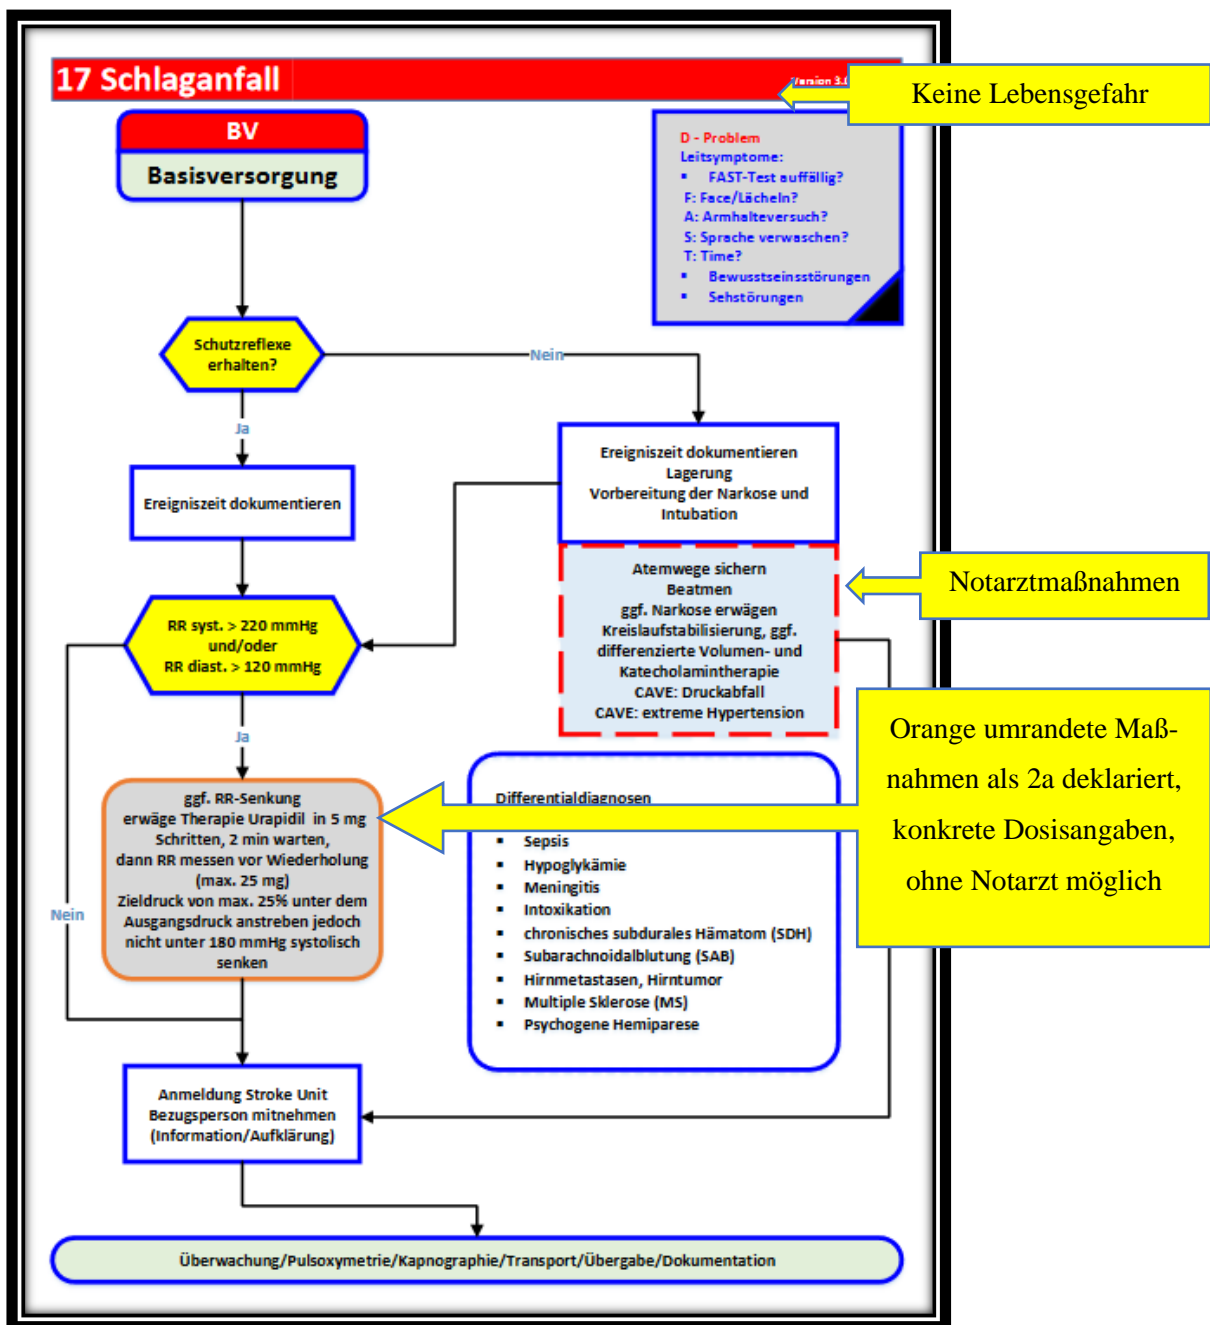 17 Schlaganfall
Version 3.0
Keine Lebensgefahr
BV
Basisversorgung
D - Problem
Leitsymptome:
▪ FAST-Test auffällig?
F: Face/Lächeln?
A: Armhalteversuch?
S: Sprache verwaschen?
T: Time?
▪ Bewusstseinsstörungen
▪ Sehstörungen
Schutzreflexe
erhalten?
Nein
Ja
Ereigniszeit dokumentieren
Ereigniszeit dokumentieren
Lagerung
Vorbereitung der Narkose und
Intubation
Atemwege sichern
Beatmen
ggf. Narkose erwägen
Kreislaufstabilisierung, ggf.
differenzierte Volumen- und
Katecholamintherapie
CAVE: Druckabfall
CAVE: extreme Hypertension
Notarztmaßnahmen
RR syst. > 220 mmHg
und/oder
RR diast. > 120 mmHg
Ja
Nein
ggf. RR-Senkung
erwäge Therapie Urapidil in 5 mg
Schritten, 2 min warten,
dann RR messen vor Wiederholung
(max. 25 mg)
Zieldruck von max. 25% unter dem
Ausgangsdruck anstreben jedoch
nicht unter 180 mmHg systolisch
senken
Orange umrandete Maß-
nahmen als 2a deklariert,
konkrete Dosisangaben,
ohne Notarzt möglich
Differentialdiagnosen
▪ Sepsis
▪ Hypoglykämie
▪ Meningitis
▪ Intoxikation
▪ chronisches subdurales Hämatom (SDH)
▪ Subarachnoidalblutung (SAB)
▪ Hirnmetastasen, Hirntumor
▪ Multiple Sklerose (MS)
▪ Psychogene Hemiparese
Anmeldung Stroke Unit
Bezugsperson mitnehmen
(Information/Aufklärung)
Überwachung/Pulsoxymetrie/Kapnographie/Transport/Übergabe/Dokumentation